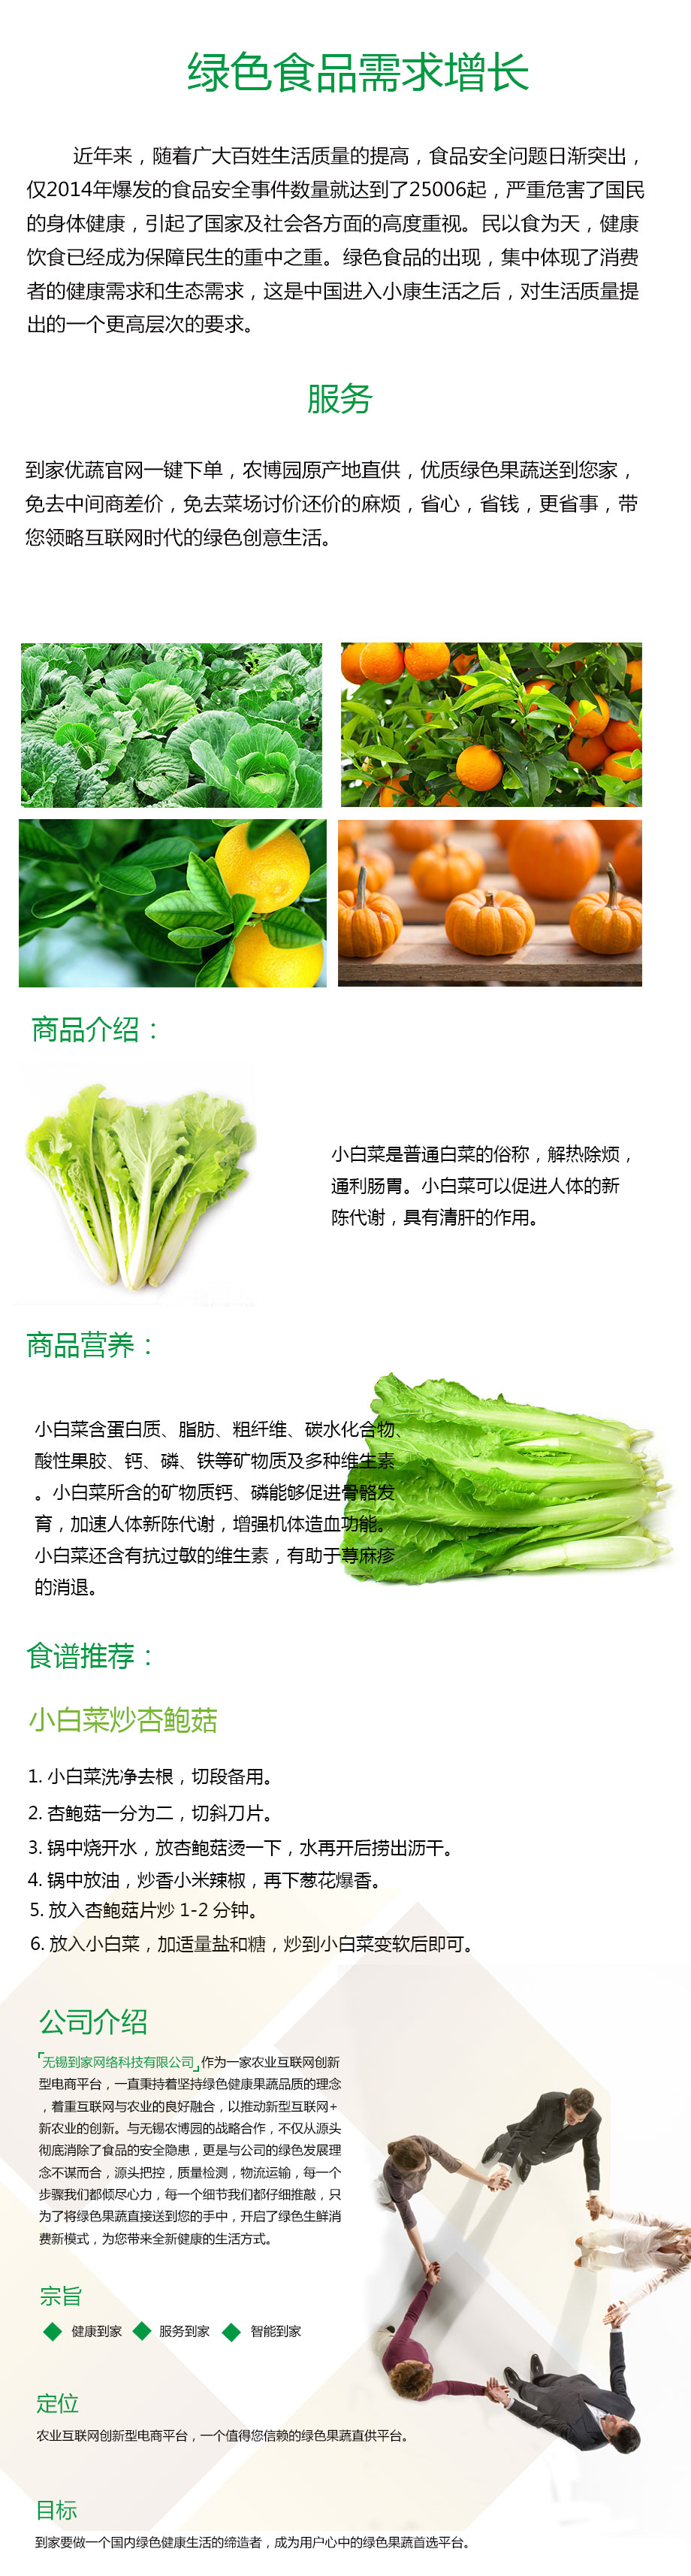 绿色食品需求增长
近年来，随着广大百姓生活质量的提高，食品安全问题日渐突出，
仅2014年爆发的食品安全事件数量就达到了25006起，严重危害了国民
的身体健康，引起了国家及社会各方面的高度重视。民以食为天，健康
饮食已经成为保障民生的重中之重。绿色食品的出现，集中体现了消费
者的健康需求和生态需求，这是中国进入小康生活之后，对生活质量提
出的一个更高层次的要求。
服务
到家优蔬官网一键下单，农博园原产地直供，优质绿色果蔬送到您家，
免去中间商差价，免去菜场讨价还价的麻烦，省心，省钱，更省事，带
您领略互联网时代的绿色创意生活。
商品介绍：
小白菜是普通白菜的俗称，解热除烦，
通利肠胃。小白菜可以促进人体的新
陈代谢，具有清肝的作用。
商品营养：
小白菜含蛋白质、脂肪、粗纤维、碳水化合物、
酸性果胶、钙、磷、铁等矿物质及多种维生素
。小白菜所含的矿物质钙、磷能够促进骨骼发
育，加速人体新陈代谢，增强机体造血功能。
小白菜还含有抗过敏的维生素，有助于荨麻疹
的消退。
食谱推荐：
小白菜炒杏鲍菇
1. 小白菜洗净去根，切段备用。
2. 杏鲍菇一分为二，切斜刀片。
3. 锅中烧开水，放杏鲍菇烫一下，水再开后捞出沥干。
4. 锅中放油，炒香小米辣椒，再下葱花爆香。
5. 放入杏鲍菇片炒 1-2 分钟。
6. 放入小白菜，加适量盐和糖，炒到小白菜变软后即可。
公司介绍
「无锡到家网络科技有限公司」作为一家农业互联网创新
型电商平台，一直秉持着坚持绿色健康果蔬品质的理念
，着重互联网与农业的良好融合，以推动新型互联网+
新农业的创新。与无锡农博园的战略合作，不仅从源头
彻底消除了食品的安全隐患，更是与公司的绿色发展理
念不谋而合，源头把控，质量检测，物流运输，每一个
步骤我们都倾尽心力，每一个细节我们都仔细推敲，只
为了将绿色果蔬直接送到您的手中，开启了绿色生鲜消
费新模式，为您带来全新健康的生活方式。
宗旨
◆ 健康到家 ◆ 服务到家 ◆ 智能到家
定位
农业互联网创新型电商平台，一个值得您信赖的绿色果蔬直供平台。
目标
到家要做一个国内绿色健康生活的缔造者，成为用户心中的绿色果蔬首选平台。